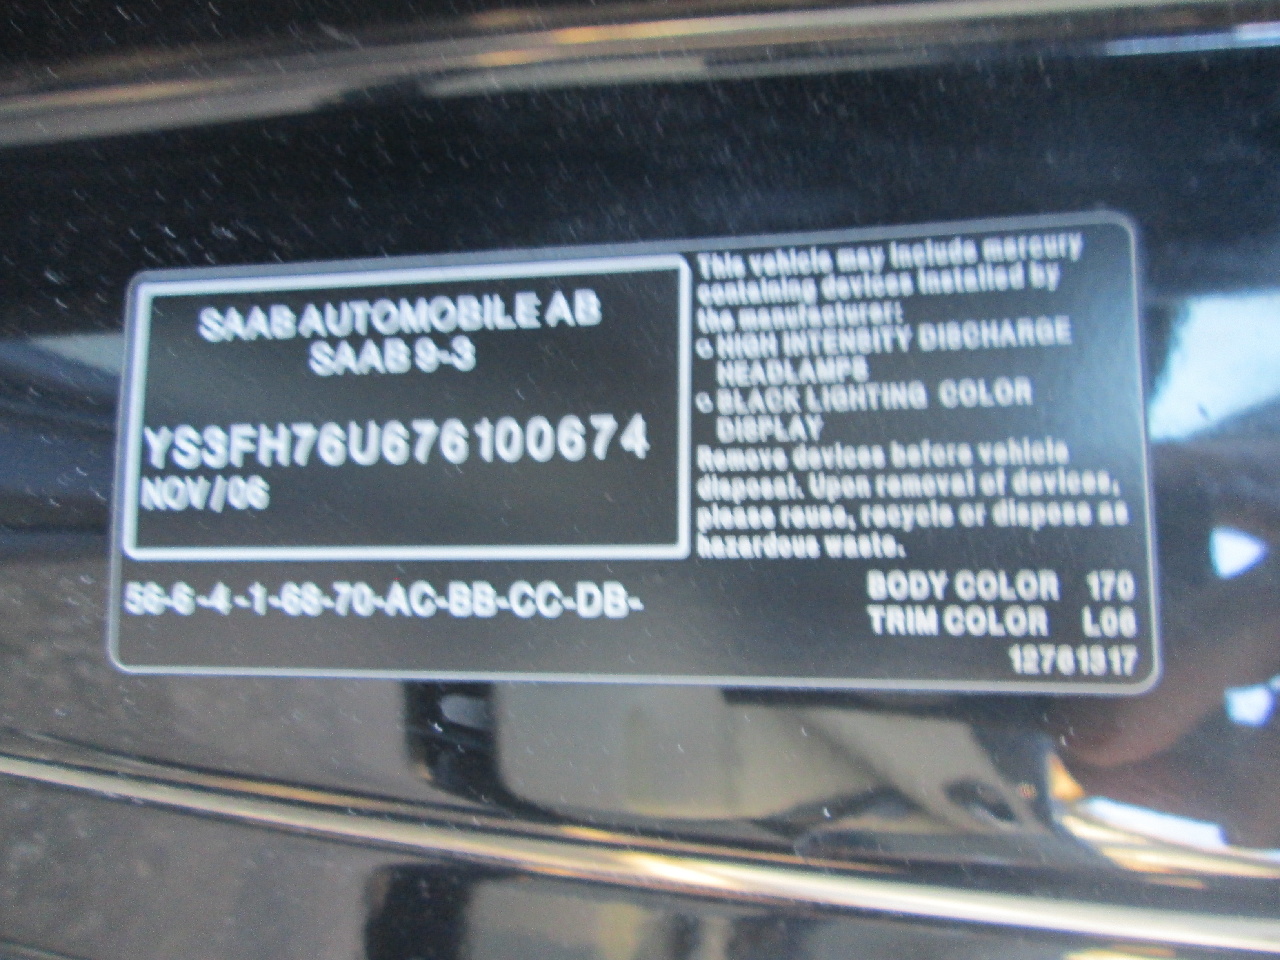 SAAB AUTOMOBILE AB
SAAB 9-3
YS3FH76U676100674
NOV/06
56-6-4-1-68-70-AC-BB-CC-DB-
This vehicle may include mercury
containing devices installed by
the manufacturer:
HIGH INTENSITY DISCHARGE
HEADLAMPS
BLACK LIGHTING COLOR
DISPLAY
Remove devices before vehicle
disposal. Upon removal of devices,
please reuse, recycle or dispose as
hazardous waste.
BODY COLOR 170
TRIM COLOR L06
12761317